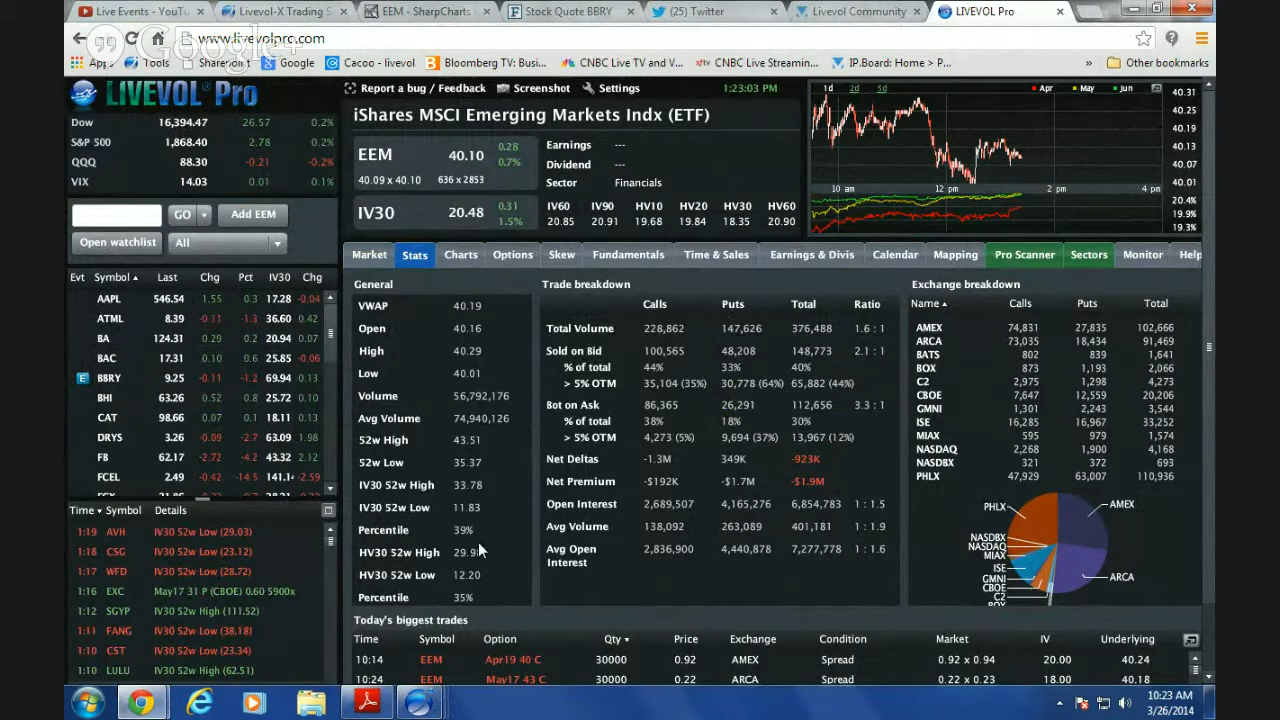 Live Events - YouTu
Livevol-X Trading S
EEM - SharpCharts
Stock Quote BBRY
(25) Twitter
Livevol Community
LIVEVOL Pro
www.livevolpro.com
Google+
Apps
Tools
Google
Cacoo - livevol
Bloomberg TV: Busi...
CNBC Live TV and V...
CNBC Live Streamin...
IP.Board: Home > P...
»
Other bookmarks
LIVEVOL Pro
Report a bug / Feedback
Screenshot
Settings
1:23:03 PM
Dow 16,394.47 26.57 0.2%
S&P 500 1,868.40 2.78 0.2%
QQQ 88.30 -0.21 -0.2%
VIX 14.03 0.01 0.1%
GO
Add EEM
Open watchlist
All
iShares MSCI Emerging Markets Indx (ETF)
EEM 40.10 0.28 0.7%
40.09 x 40.10 636 x 2853
IV30 20.48 0.31 1.5%
Earnings ---
Dividend ---
Sector Financials
IV60 IV90 HV10 HV20 HV30 HV60
20.85 20.91 19.68 19.84 18.35 20.90
1d 2d 5d
Apr May Jun
40.31
40.25
40.19
40.13
40.07
40.01
10 am 12 pm 2 pm 4 pm
20.4%
19.9%
19.3%
Market Stats Charts Options Skew Fundamentals Time & Sales Earnings & Divis Calendar Mapping Pro Scanner Sectors Monitor Help
Evt Symbol Last Chg Pct IV30 Chg
AAPL 546.54 1.55 0.3 17.28 -0.04
ATML 8.39 -0.11 -1.3 36.60 0.42
BA 124.31 0.29 0.2 20.94 0.07
BAC 17.31 0.10 0.6 25.85 -0.06
E BBRY 9.25 -0.11 -1.2 69.94 0.13
BHI 63.26 0.52 0.8 25.72 0.10
CAT 98.66 0.07 0.1 18.11 0.13
DRYS 3.26 -0.09 -2.7 63.09 1.98
FB 62.17 -2.72 -4.2 43.32 2.12
FCEL 2.49 -0.42 -14.5 141.1 -2.59
Time Symbol Details
1:19 AVH IV30 52w Low (29.03)
1:18 CSG IV30 52w Low (23.12)
1:17 WFD IV30 52w Low (28.72)
1:16 EXC May17 31 P (CBOE) 0.60 5900x
1:12 SGYP IV30 52w High (111.52)
1:11 FANG IV30 52w Low (38.18)
1:10 CST IV30 52w Low (23.34)
1:10 LULU IV30 52w High (62.51)
General
VWAP 40.19
Open 40.16
High 40.29
Low 40.01
Volume 56,792,176
Avg Volume 74,940,126
52w High 43.51
52w Low 35.37
IV30 52w High 33.78
IV30 52w Low 11.83
Percentile 39%
HV30 52w High 29.9
HV30 52w Low 12.20
Percentile 35%
Trade breakdown
Calls Puts Total Ratio
Total Volume 228,862 147,626 376,488 1.6 : 1
Sold on Bid 100,565 48,208 148,773 2.1 : 1
% of total 44% 33% 40%
> 5% OTM 35,104 (35%) 30,778 (64%) 65,882 (44%)
Bot on Ask 86,365 26,291 112,656 3.3 : 1
% of total 38% 18% 30%
> 5% OTM 4,273 (5%) 9,694 (37%) 13,967 (12%)
Net Deltas -1.3M 349K -923K
Net Premium -$192K -$1.7M -$1.9M
Open Interest 2,689,507 4,165,276 6,854,783 1 : 1.5
Avg Volume 138,092 263,089 401,181 1 : 1.9
Avg Open Interest 2,836,900 4,440,878 7,277,778 1 : 1.6
Exchange breakdown
Name Calls Puts Total
AMEX 74,831 27,835 102,666
ARCA 73,035 18,434 91,469
BATS 802 839 1,641
BOX 873 1,193 2,066
C2 2,975 1,298 4,273
CBOE 7,647 12,559 20,206
GMNI 1,301 2,243 3,544
ISE 16,285 16,967 33,252
MIAX 595 979 1,574
NASDAQ 2,268 1,900 4,168
NASDBX 321 372 693
PHLX 47,929 63,007 110,936
PHLX
AMEX
NASDBX
NASDAQ
MIAX
ISE
GMNI
CBOE
C2
ARCA
Today's biggest trades
Time Symbol Option Qty Price Exchange Condition Market IV Underlying
10:14 EEM Apr19 40 C 30000 0.92 AMEX Spread 0.92 x 0.94 20.00 40.24
10:24 EEM May17 43 C 30000 0.22 ARCA Spread 0.22 x 0.23 18.00 40.18
10:23 AM
3/26/2014